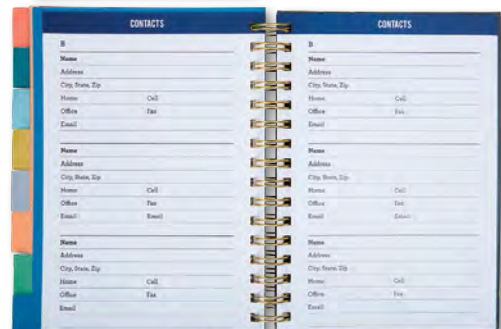 CONTACTS
B
Name
Address
City, State, Zip
Home Cell
Office Fax
Email
Name
Address
City, State, Zip
Home Cell
Office Fax
Email Email
Name
Address
City, State, Zip
Home Cell
Office Fax
Email
CONTACTS
B
Name
Address
City, State, Zip
Home Cell
Office Fax
Email
Name
Address
City, State, Zip
Home Cell
Office Fax
Email Email
Name
Address
City, State, Zip
Home Cell
Office Fax
Email